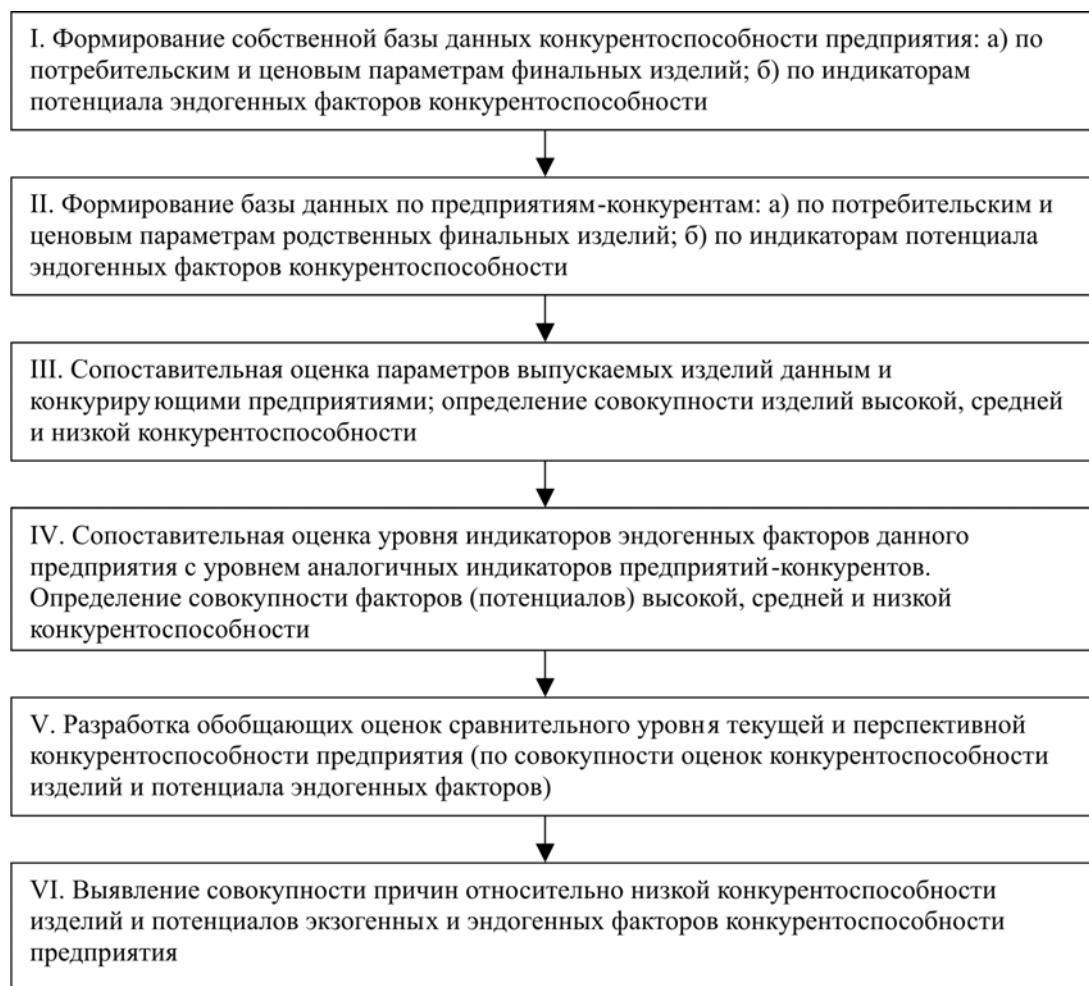 I. Формирование собственной базы данных конкурентоспособности предприятия: а) по
потребительским и ценовым параметрам финальных изделий; б) по индикаторам
потенциала эндогенных факторов конкурентоспособности
II. Формирование базы данных по предприятиям-конкурентам: а) по потребительским и
ценовым параметрам родственных финальных изделий; б) по индикаторам потенциала
эндогенных факторов конкурентоспособности
III. Сопоставительная оценка параметров выпускаемых изделий данным и
конкурирующими предприятиями; определение совокупности изделий высокой, средней
и низкой конкурентоспособности
IV. Сопоставительная оценка уровня индикаторов эндогенных факторов данного
предприятия с уровнем аналогичных индикаторов предприятий-конкурентов.
Определение совокупности факторов (потенциалов) высокой, средней и низкой
конкурентоспособности
V. Разработка обобщающих оценок сравнительного уровня текущей и перспективной
конкурентоспособности предприятия (по совокупности оценок конкурентоспособности
изделий и потенциала эндогенных факторов)
VI. Выявление совокупности причин относительно низкой конкурентоспособности
изделий и потенциалов экзогенных и эндогенных факторов конкурентоспособности
предприятия